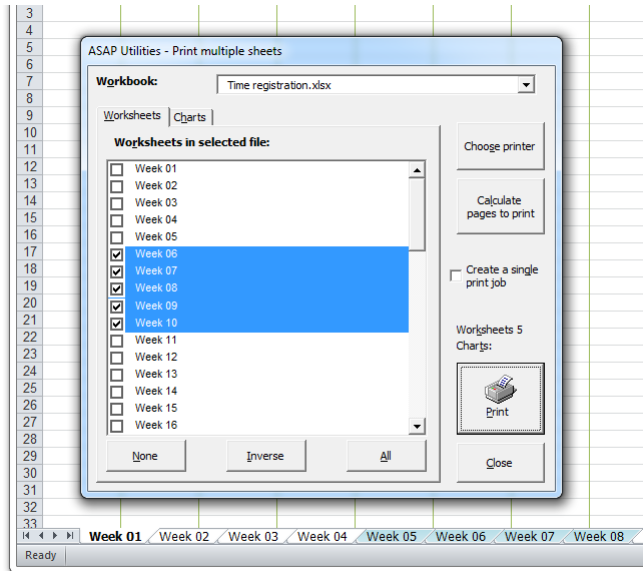 3
4
5
6
7
8
9
10
11
12
13
14
15
16
17
18
19
20
21
22
23
24
25
26
27
28
29
30
31
32
33
ASAP Utilities - Print multiple sheets
Workbook: Time registration.xlsx
Worksheets Charts
Worksheets in selected file:
Week 01
Week 02
Week 03
Week 04
Week 05
Week 06
Week 07
Week 08
Week 09
Week 10
Week 11
Week 12
Week 13
Week 14
Week 15
Week 16
None Inverse All
Choose printer
Calculate
pages to print
Create a single
print job
Worksheets 5
Charts:
Print
Close
Week 01 Week 02 Week 03 Week 04 Week 05 Week 06 Week 07 Week 08
Ready